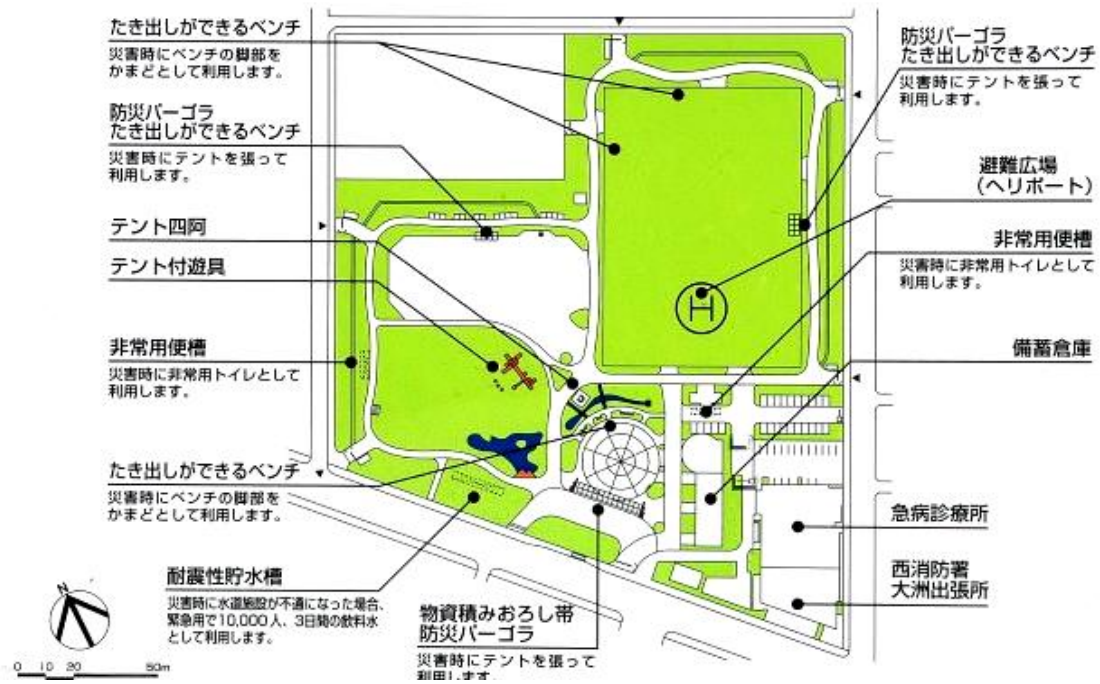 たき出しができるベンチ
災害時にベンチの脚部を
かまどとして利用します。
防災パーゴラ
たき出しができるベンチ
災害時にテントを張って
利用します。
テント四阿
テント付遊具
非常用便槽
災害時に非常用トイレとして
利用します。
たき出しができるベンチ
災害時にベンチの脚部を
かまどとして利用します。
耐震性貯水槽
災害時に水道施設が不通になった場合、
緊急用で10,000人、3日間の飲料水
として利用します。
物資積みおろし帯
防災パーゴラ
災害時にテントを張って
利用します。
防災パーゴラ
たき出しができるベンチ
災害時にテントを張って
利用します。
避難広場
(ヘリポート)
非常用便槽
災害時に非常用トイレとして
利用します。
備蓄倉庫
急病診療所
西消防署
大洲出張所
H
N
0 10 20 50m